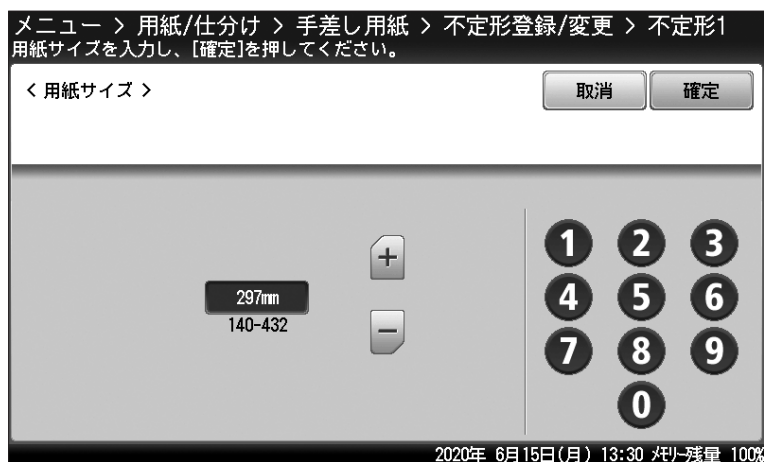 メニュー > 用紙/仕分け > 手差し用紙 > 不定形登録/変更 > 不定形1
用紙サイズを入力し、[確定]を押してください。
< 用紙サイズ >
取消
確定
+
297mm
140-432
-
1 2 3
4 5 6
7 8 9
0
2020年 6月15日(月) 13:30 ﾒﾓﾘｰ残量 100%